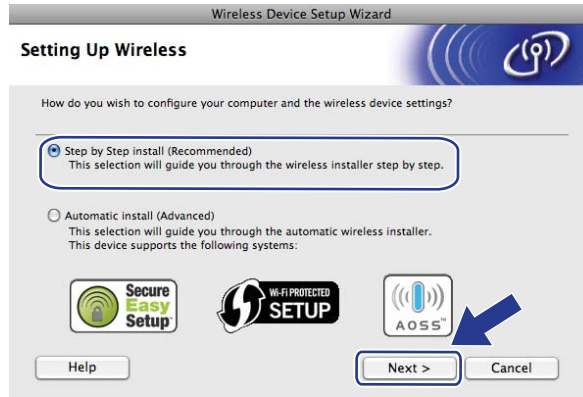 Wireless Device Setup Wizard
Setting Up Wireless
How do you wish to configure your computer and the wireless device settings?
Step by Step install (Recommended)
This selection will guide you through the wireless installer step by step.
Automatic install (Advanced)
This selection will guide you through the automatic wireless installer.
This device supports the following systems:
Secure
Easy
Setup
Wi-Fi PROTECTED
SETUP
AOSS™
Help
Next >
Cancel